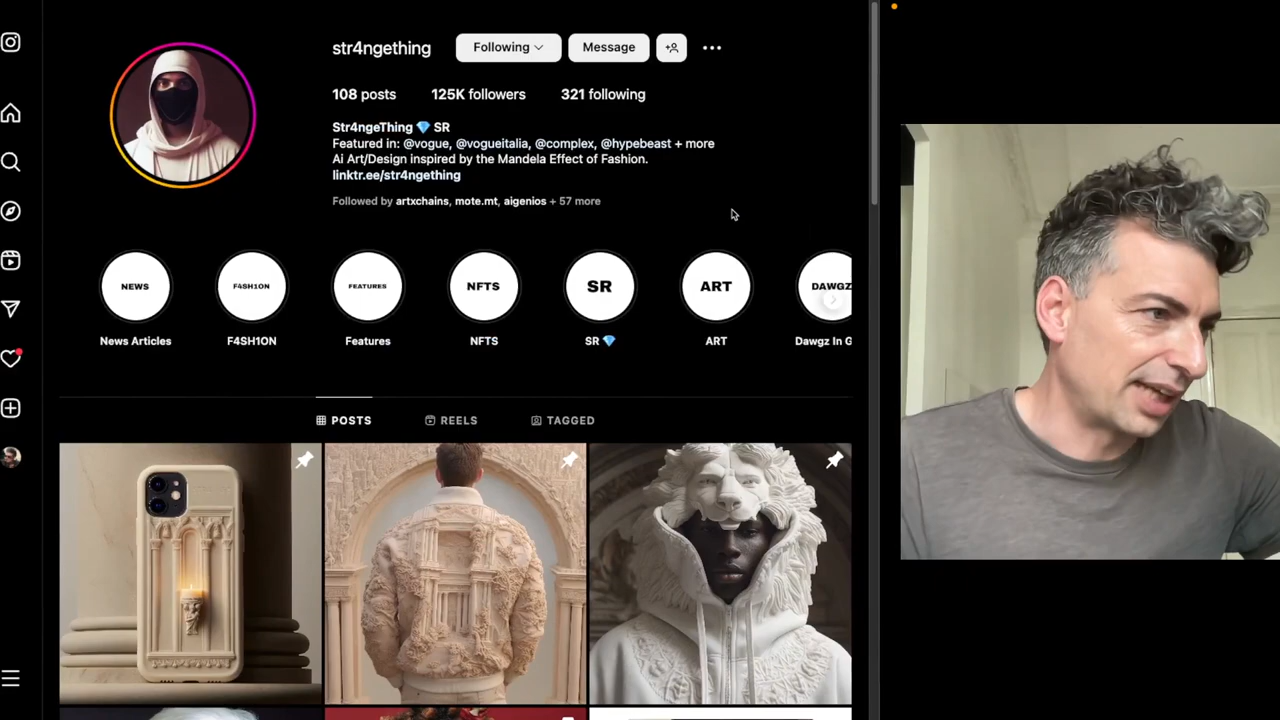 str4ngething
Following
Message
108 posts
125K followers
321 following
Str4ngeThing 💎 SR
Featured in: @vogue, @vogueitalia, @complex, @hypebeast + more
Ai Art/Design inspired by the Mandela Effect of Fashion.
linktr.ee/str4ngething
Followed by artxchains, mote.mt, aigenios + 57 more
NEWS
F4SH1ON
FEATURES
NFTS
SR
ART
DAWGZ
News Articles
F4SH1ON
Features
NFTS
SR 💎
ART
Dawgz In G
POSTS
REELS
TAGGED